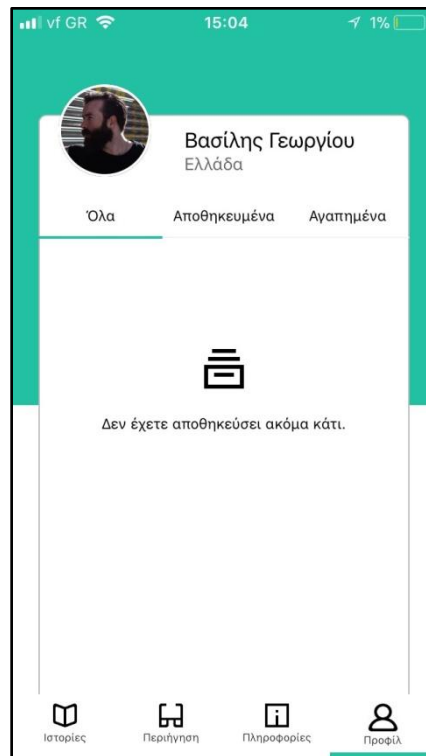 vf GR 15:04 1%
Βασίλης Γεωργίου
Ελλάδα
Όλα Αποθηκευμένα Αγαπημένα
Δεν έχετε αποθηκεύσει ακόμα κάτι.
Ιστορίες Περιήγηση Πληροφορίες Προφίλ